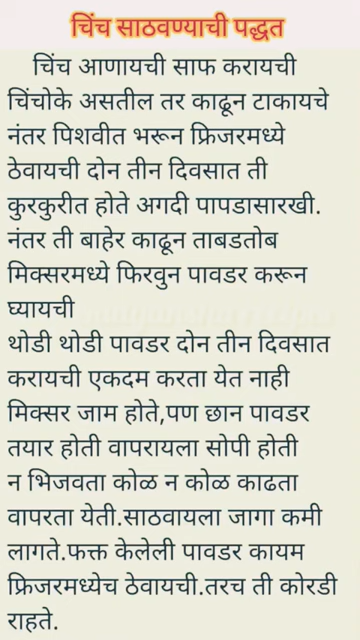 चिंच साठवण्याची पद्धत
चिंच आणायची साफ करायची
चिंचोके असतील तर काढून टाकायचे
नंतर पिशवीत भरून फ्रिजरमध्ये
ठेवायची दोन तीन दिवसात ती
कुरकुरीत होते अगदी पापडासारखी.
नंतर ती बाहेर काढून ताबडतोब
मिक्सरमध्ये फिरवुन पावडर करून
घ्यायची
थोडी थोडी पावडर दोन तीन दिवसात
करायची एकदम करता येत नाही
मिक्सर जाम होते,पण छान पावडर
तयार होती वापरायला सोपी होती
न भिजवता कोळ न कोळ काढता
वापरता येती.साठवायला जागा कमी
लागते.फक्त केलेली पावडर कायम
फ्रिजरमध्येच ठेवायची.तरच ती कोरडी
राहते.